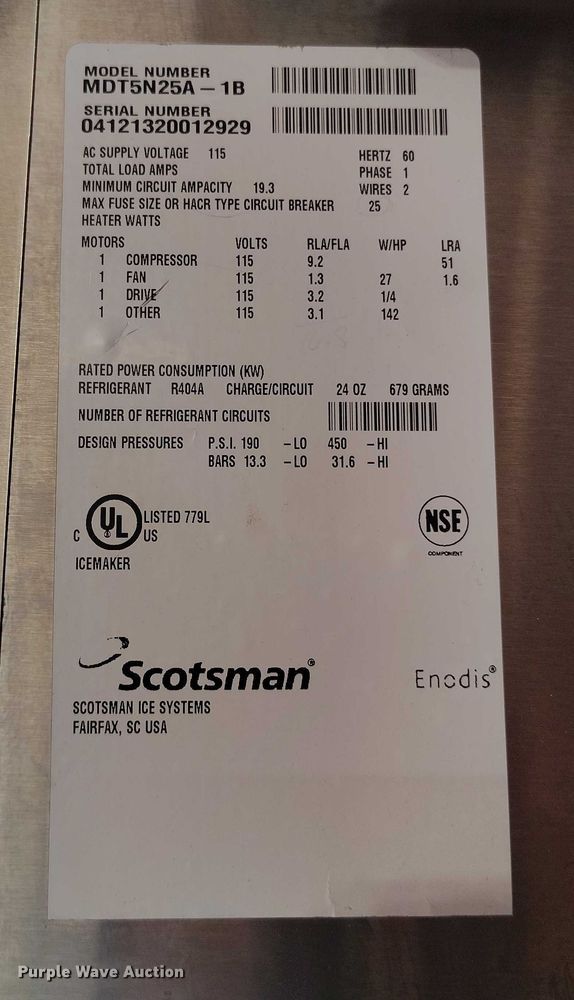 MODEL NUMBER
MDT5N25A – 1B
SERIAL NUMBER
04121320012929
AC SUPPLY VOLTAGE 115 HERTZ 60
TOTAL LOAD AMPS PHASE 1
MINIMUM CIRCUIT AMPACITY 19.3 WIRES 2
MAX FUSE SIZE OR HACR TYPE CIRCUIT BREAKER 25
HEATER WATTS
MOTORS VOLTS RLA/FLA W/HP LRA
1 COMPRESSOR 115 9.2 51
1 FAN 115 1.3 27 1.6
1 DRIVE 115 3.2 1/4
1 OTHER 115 3.1 142
RATED POWER CONSUMPTION (KW)
REFRIGERANT R404A CHARGE/CIRCUIT 24 OZ 679 GRAMS
NUMBER OF REFRIGERANT CIRCUITS
DESIGN PRESSURES P.S.I. 190 – LO 450 – HI
BARS 13.3 – LO 31.6 – HI
C UL® LISTED 779L US
ICEMAKER
NSE
COMPONENT
Scotsman®
Enodis®
SCOTSMAN ICE SYSTEMS
FAIRFAX, SC USA
Purple Wave Auction